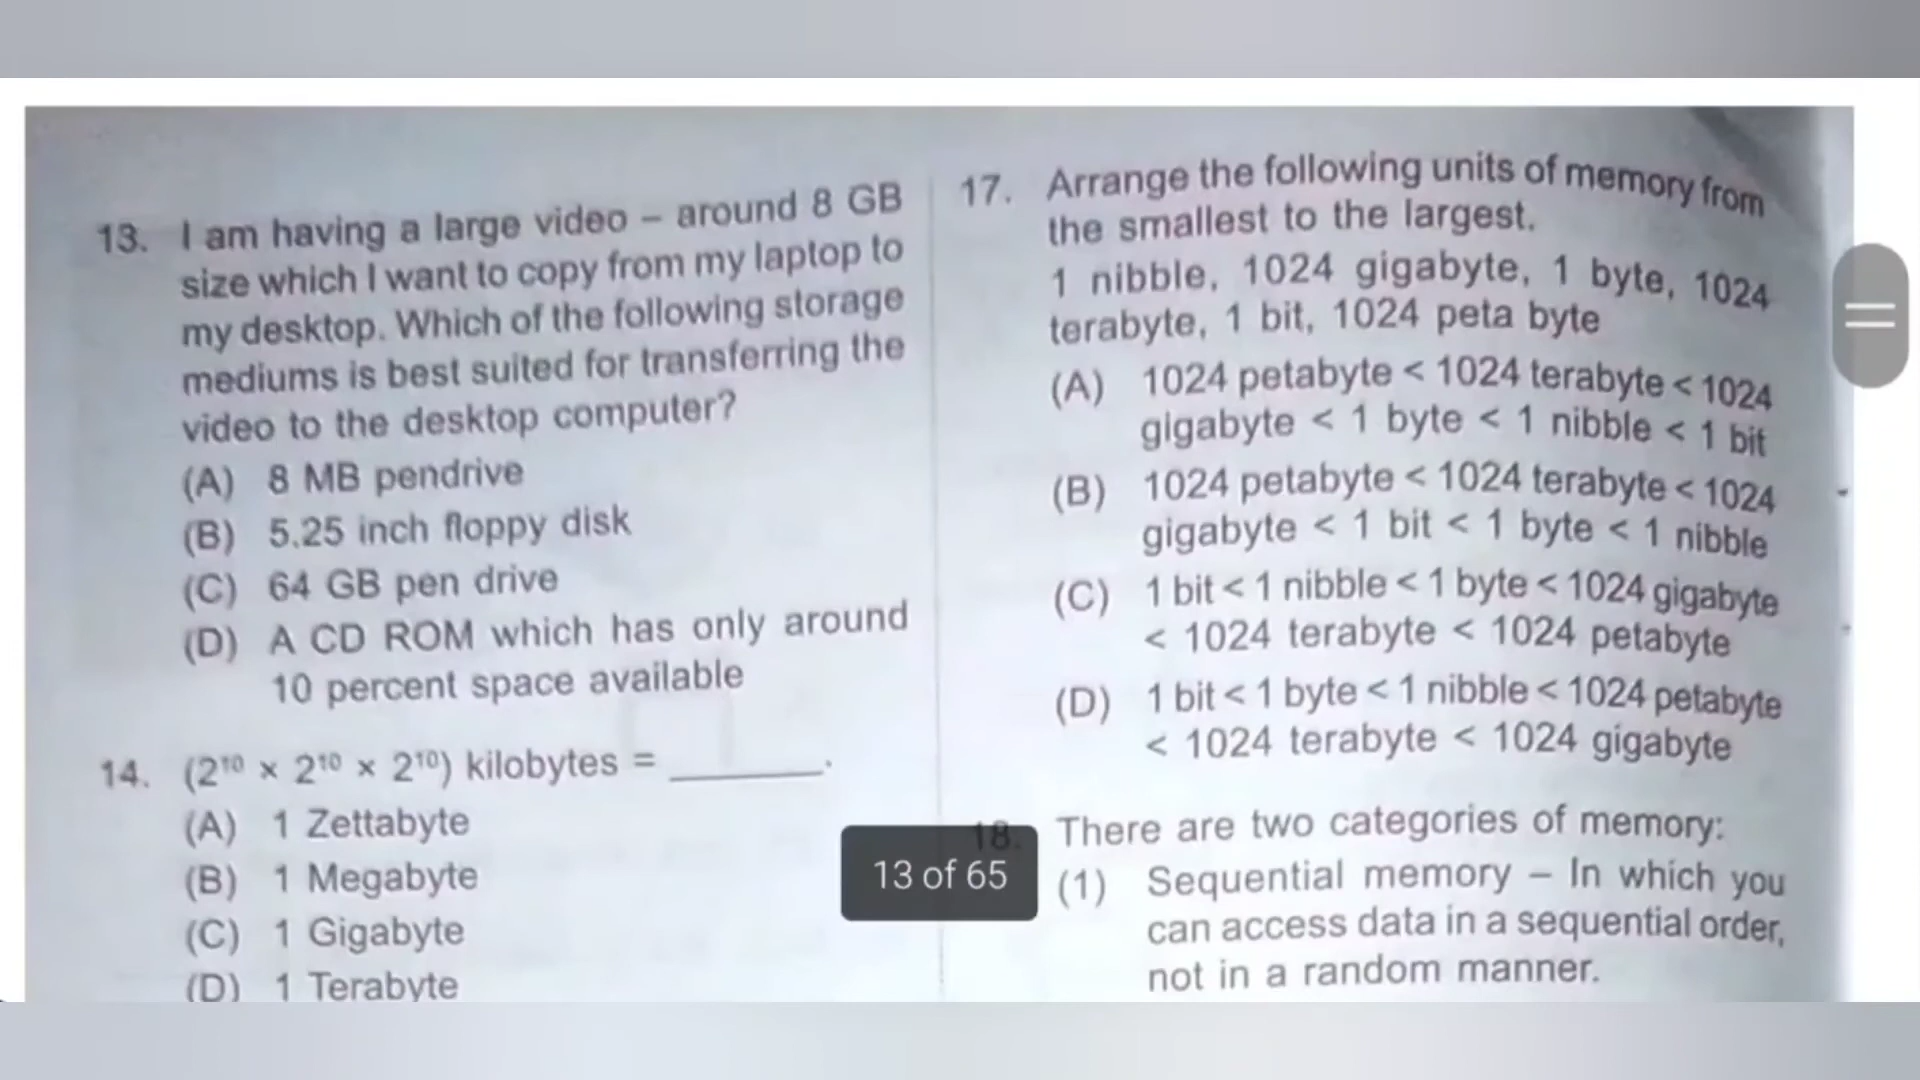 13. I am having a large video – around 8 GB
size which I want to copy from my laptop to
my desktop. Which of the following storage
mediums is best suited for transferring the
video to the desktop computer?
(A) 8 MB pendrive
(B) 5.25 inch floppy disk
(C) 64 GB pen drive
(D) A CD ROM which has only around
10 percent space available
14. (2¹⁰ × 2¹⁰ × 2¹⁰) kilobytes = ________.
(A) 1 Zettabyte
(B) 1 Megabyte
(C) 1 Gigabyte
(D) 1 Terabyte
17. Arrange the following units of memory from
the smallest to the largest.
1 nibble, 1024 gigabyte, 1 byte, 1024
terabyte, 1 bit, 1024 peta byte
(A) 1024 petabyte < 1024 terabyte < 1024
gigabyte < 1 byte < 1 nibble < 1 bit
(B) 1024 petabyte < 1024 terabyte < 1024
gigabyte < 1 bit < 1 byte < 1 nibble
(C) 1 bit < 1 nibble < 1 byte < 1024 gigabyte
< 1024 terabyte < 1024 petabyte
(D) 1 bit < 1 byte < 1 nibble < 1024 petabyte
< 1024 terabyte < 1024 gigabyte
18. There are two categories of memory:
(1) Sequential memory – In which you
can access data in a sequential order,
not in a random manner.
13 of 65